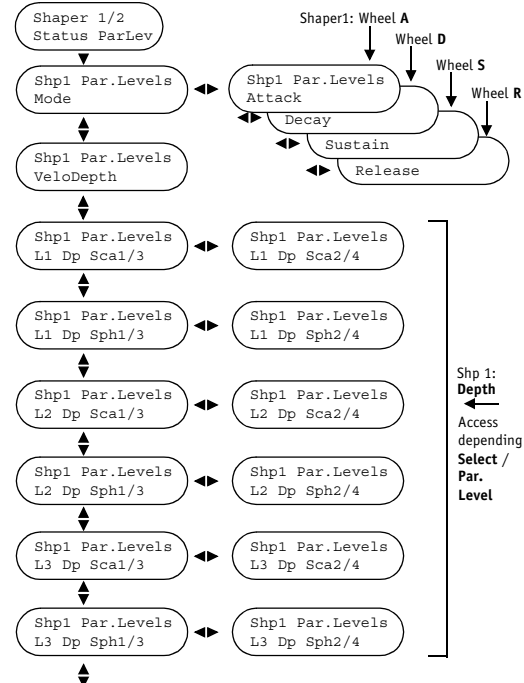 Shaper 1/2
Status ParLev
Shaper1: Wheel A
Wheel D
Wheel S
Wheel R
Shp1 Par.Levels
Mode
Shp1 Par.Levels
Attack
Decay
Sustain
Release
Shp1 Par.Levels
VeloDepth
Shp1 Par.Levels
L1 Dp Sca1/3
Shp1 Par.Levels
L1 Dp Sca2/4
Shp1 Par.Levels
L1 Dp Sph1/3
Shp1 Par.Levels
L1 Dp Sph2/4
Shp1 Par.Levels
L2 Dp Sca1/3
Shp1 Par.Levels
L2 Dp Sca2/4
Shp1 Par.Levels
L2 Dp Sph1/3
Shp1 Par.Levels
L2 Dp Sph2/4
Shp1 Par.Levels
L3 Dp Sca1/3
Shp1 Par.Levels
L3 Dp Sca2/4
Shp1 Par.Levels
L3 Dp Sph1/3
Shp1 Par.Levels
L3 Dp Sph2/4
Shp 1:
Depth
Access
depending
Select /
Par.
Level